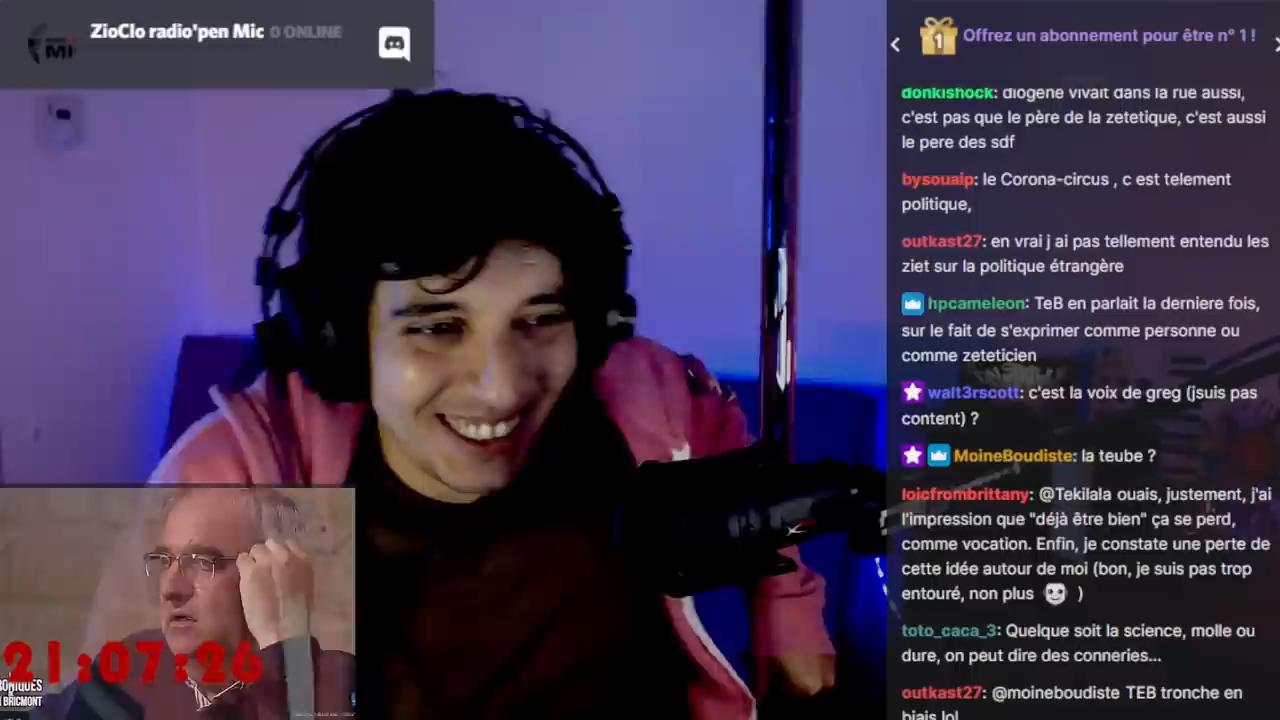 MI
ZioClo radio'pen Mic 0 ONLINE
1
Offrez un abonnement pour être n° 1 !
donkishock: diogene vivait dans la rue aussi,
c'est pas que le père de la zetetique, c'est aussi
le pere des sdf
bysouaip: le Corona-circus , c est telement
politique,
outkast27: en vrai j ai pas tellement entendu les
ziet sur la politique étrangère
hpcameleon: TeB en parlait la derniere fois,
sur le fait de s'exprimer comme personne ou
comme zeteticien
walt3rscott: c'est la voix de greg (jsuis pas
content) ?
MoineBoudiste: la teube ?
loicfrombrittany: @Tekilala ouais, justement, j'ai
l'impression que "déjà être bien" ça se perd,
comme vocation. Enfin, je constate une perte de
cette idée autour de moi (bon, je suis pas trop
entouré, non plus )
toto_caca_3: Quelque soit la science, molle ou
dure, on peut dire des conneries...
outkast27: @moineboudiste TEB tronche en
biais lol
21:07:26
BRICMONT